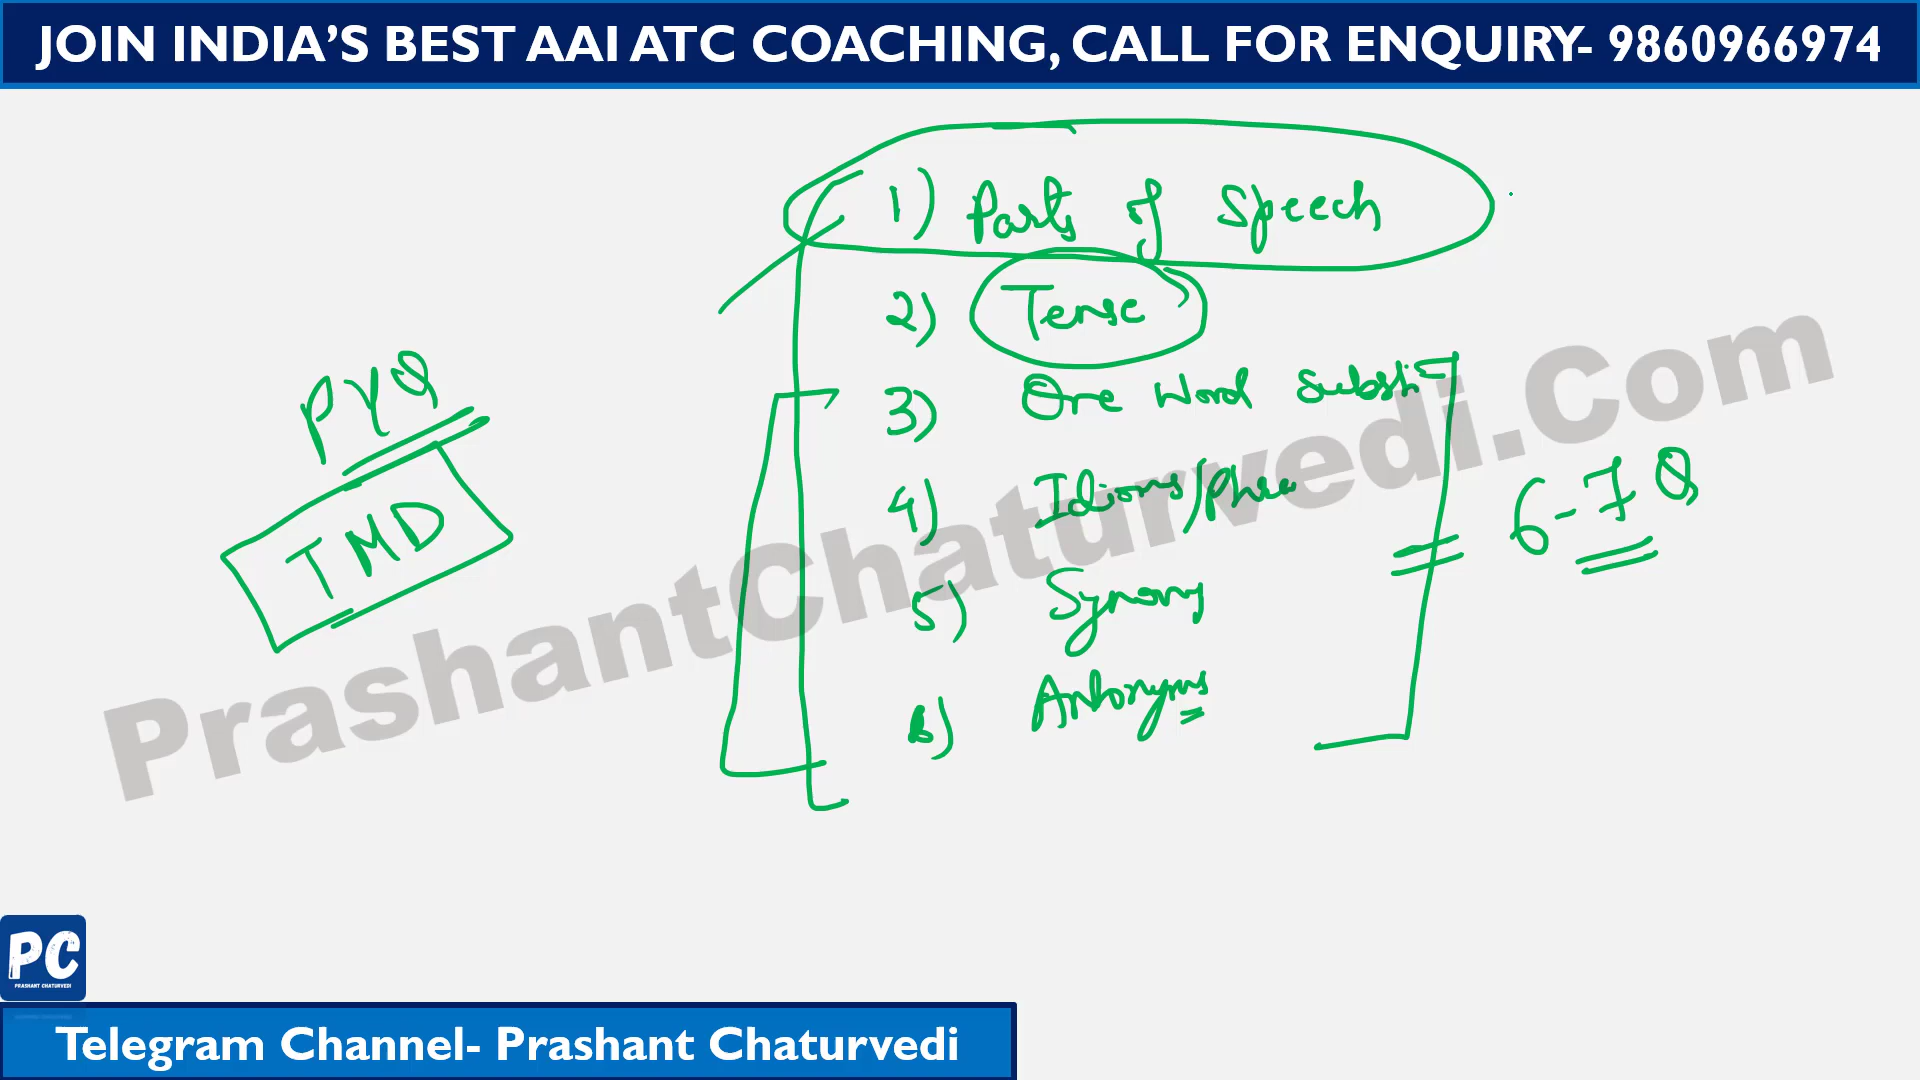 JOIN INDIA'S BEST AAI ATC COACHING, CALL FOR ENQUIRY- 9860966974
1) Parts of Speech
2) Tense
3) One Word Substi
4) Idioms/Phra
5) Synony
6) Antonyms
6-7 Q
PYQ
TMD
PrashantChaturvedi.Com
PC
PRASHANT CHATURVEDI
Telegram Channel- Prashant Chaturvedi